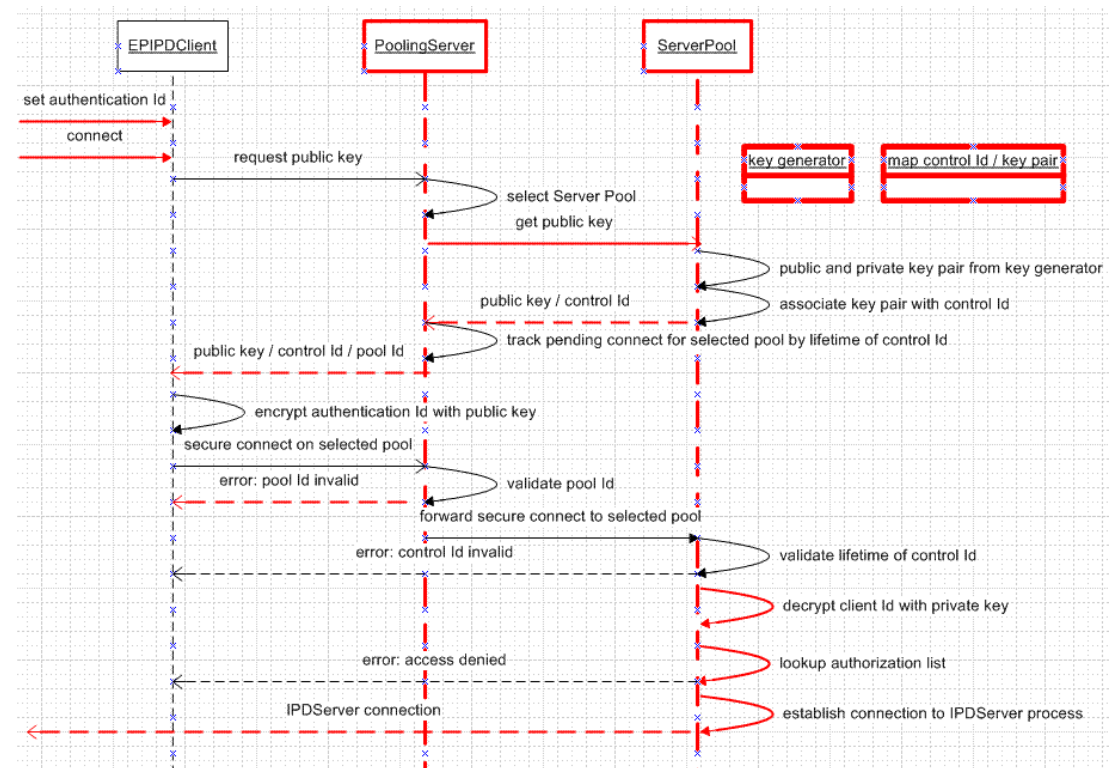 EPIPDClient
PoolingServer
ServerPool
set authentication Id
connect
request public key
key generator
map control Id / key pair
select Server Pool
get public key
public and private key pair from key generator
public key / control Id
associate key pair with control Id
track pending connect for selected pool by lifetime of control Id
public key / control Id / pool Id
encrypt authentication Id with public key
secure connect on selected pool
error: pool Id invalid
validate pool Id
forward secure connect to selected pool
error: control Id invalid
validate lifetime of control Id
decrypt client Id with private key
error: access denied
lookup authorization list
IPDServer connection
establish connection to IPDServer process